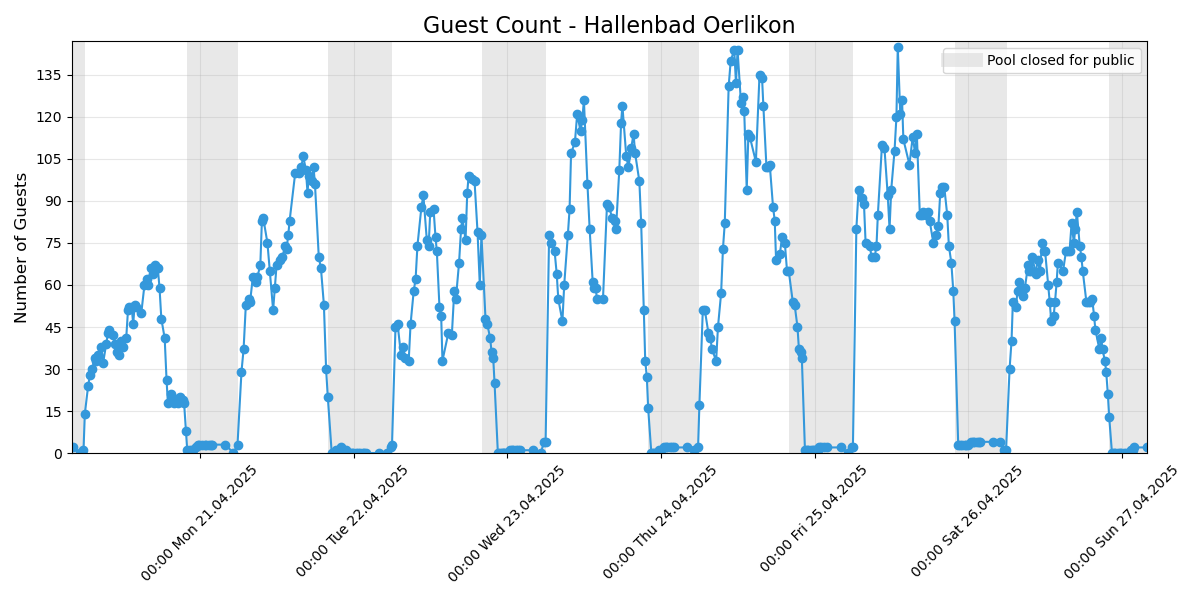 Guest Count - Hallenbad Oerlikon
Pool closed for public
Number of Guests
135
120
105
90
75
60
45
30
15
0
00:00 Mon 21.04.2025
00:00 Tue 22.04.2025
00:00 Wed 23.04.2025
00:00 Thu 24.04.2025
00:00 Fri 25.04.2025
00:00 Sat 26.04.2025
00:00 Sun 27.04.2025